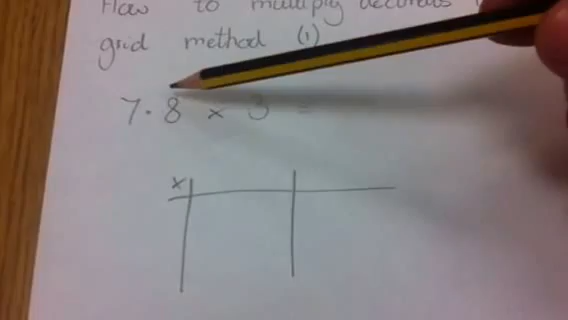 How to multiply decimals
grid method (1)
7.8 x 3 =
x